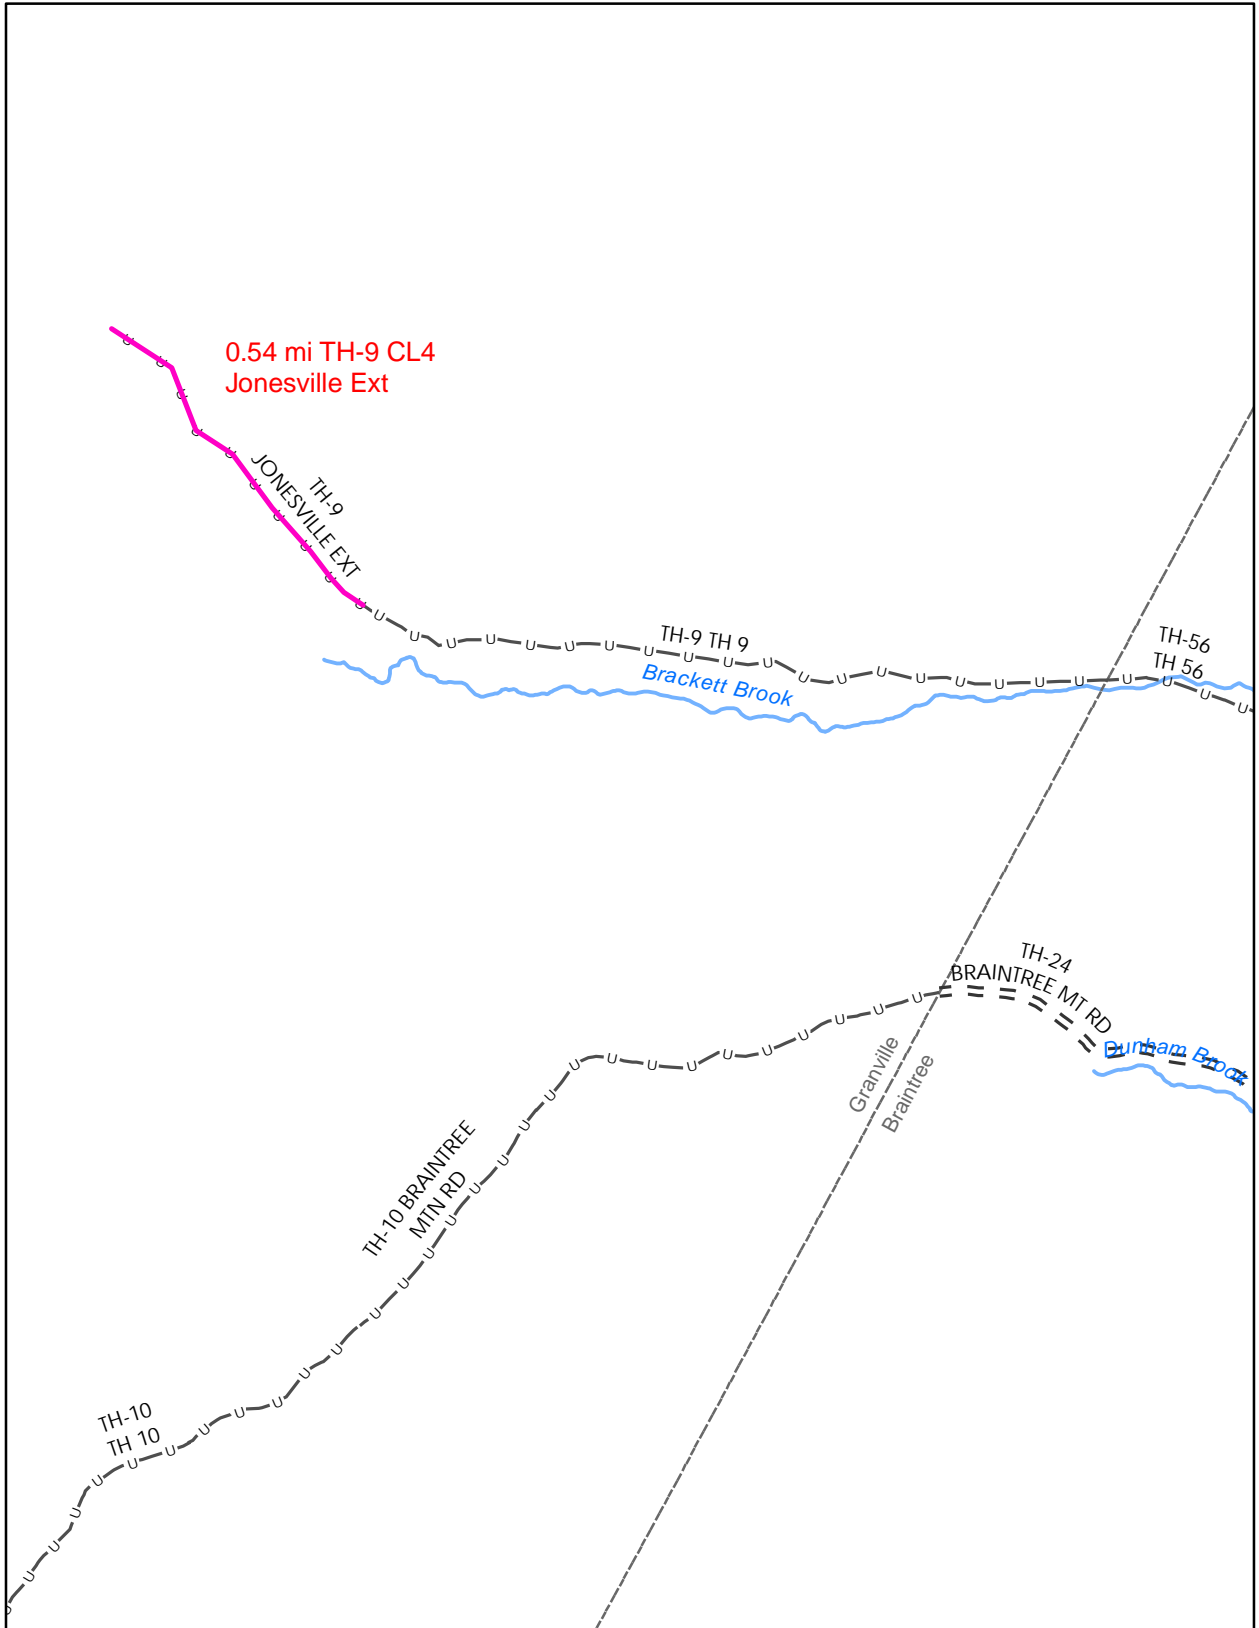 0.54 mi TH-9 CL4
Jonesville Ext
TH-9
JONESVILLE EXT
TH-9 TH 9
Brackett Brook
TH-56
TH 56
TH-24
BRAINTREE MT RD
Dunham Brook
Granville
Braintree
TH-10 BRAINTREE
MTN RD
TH-10
TH 10